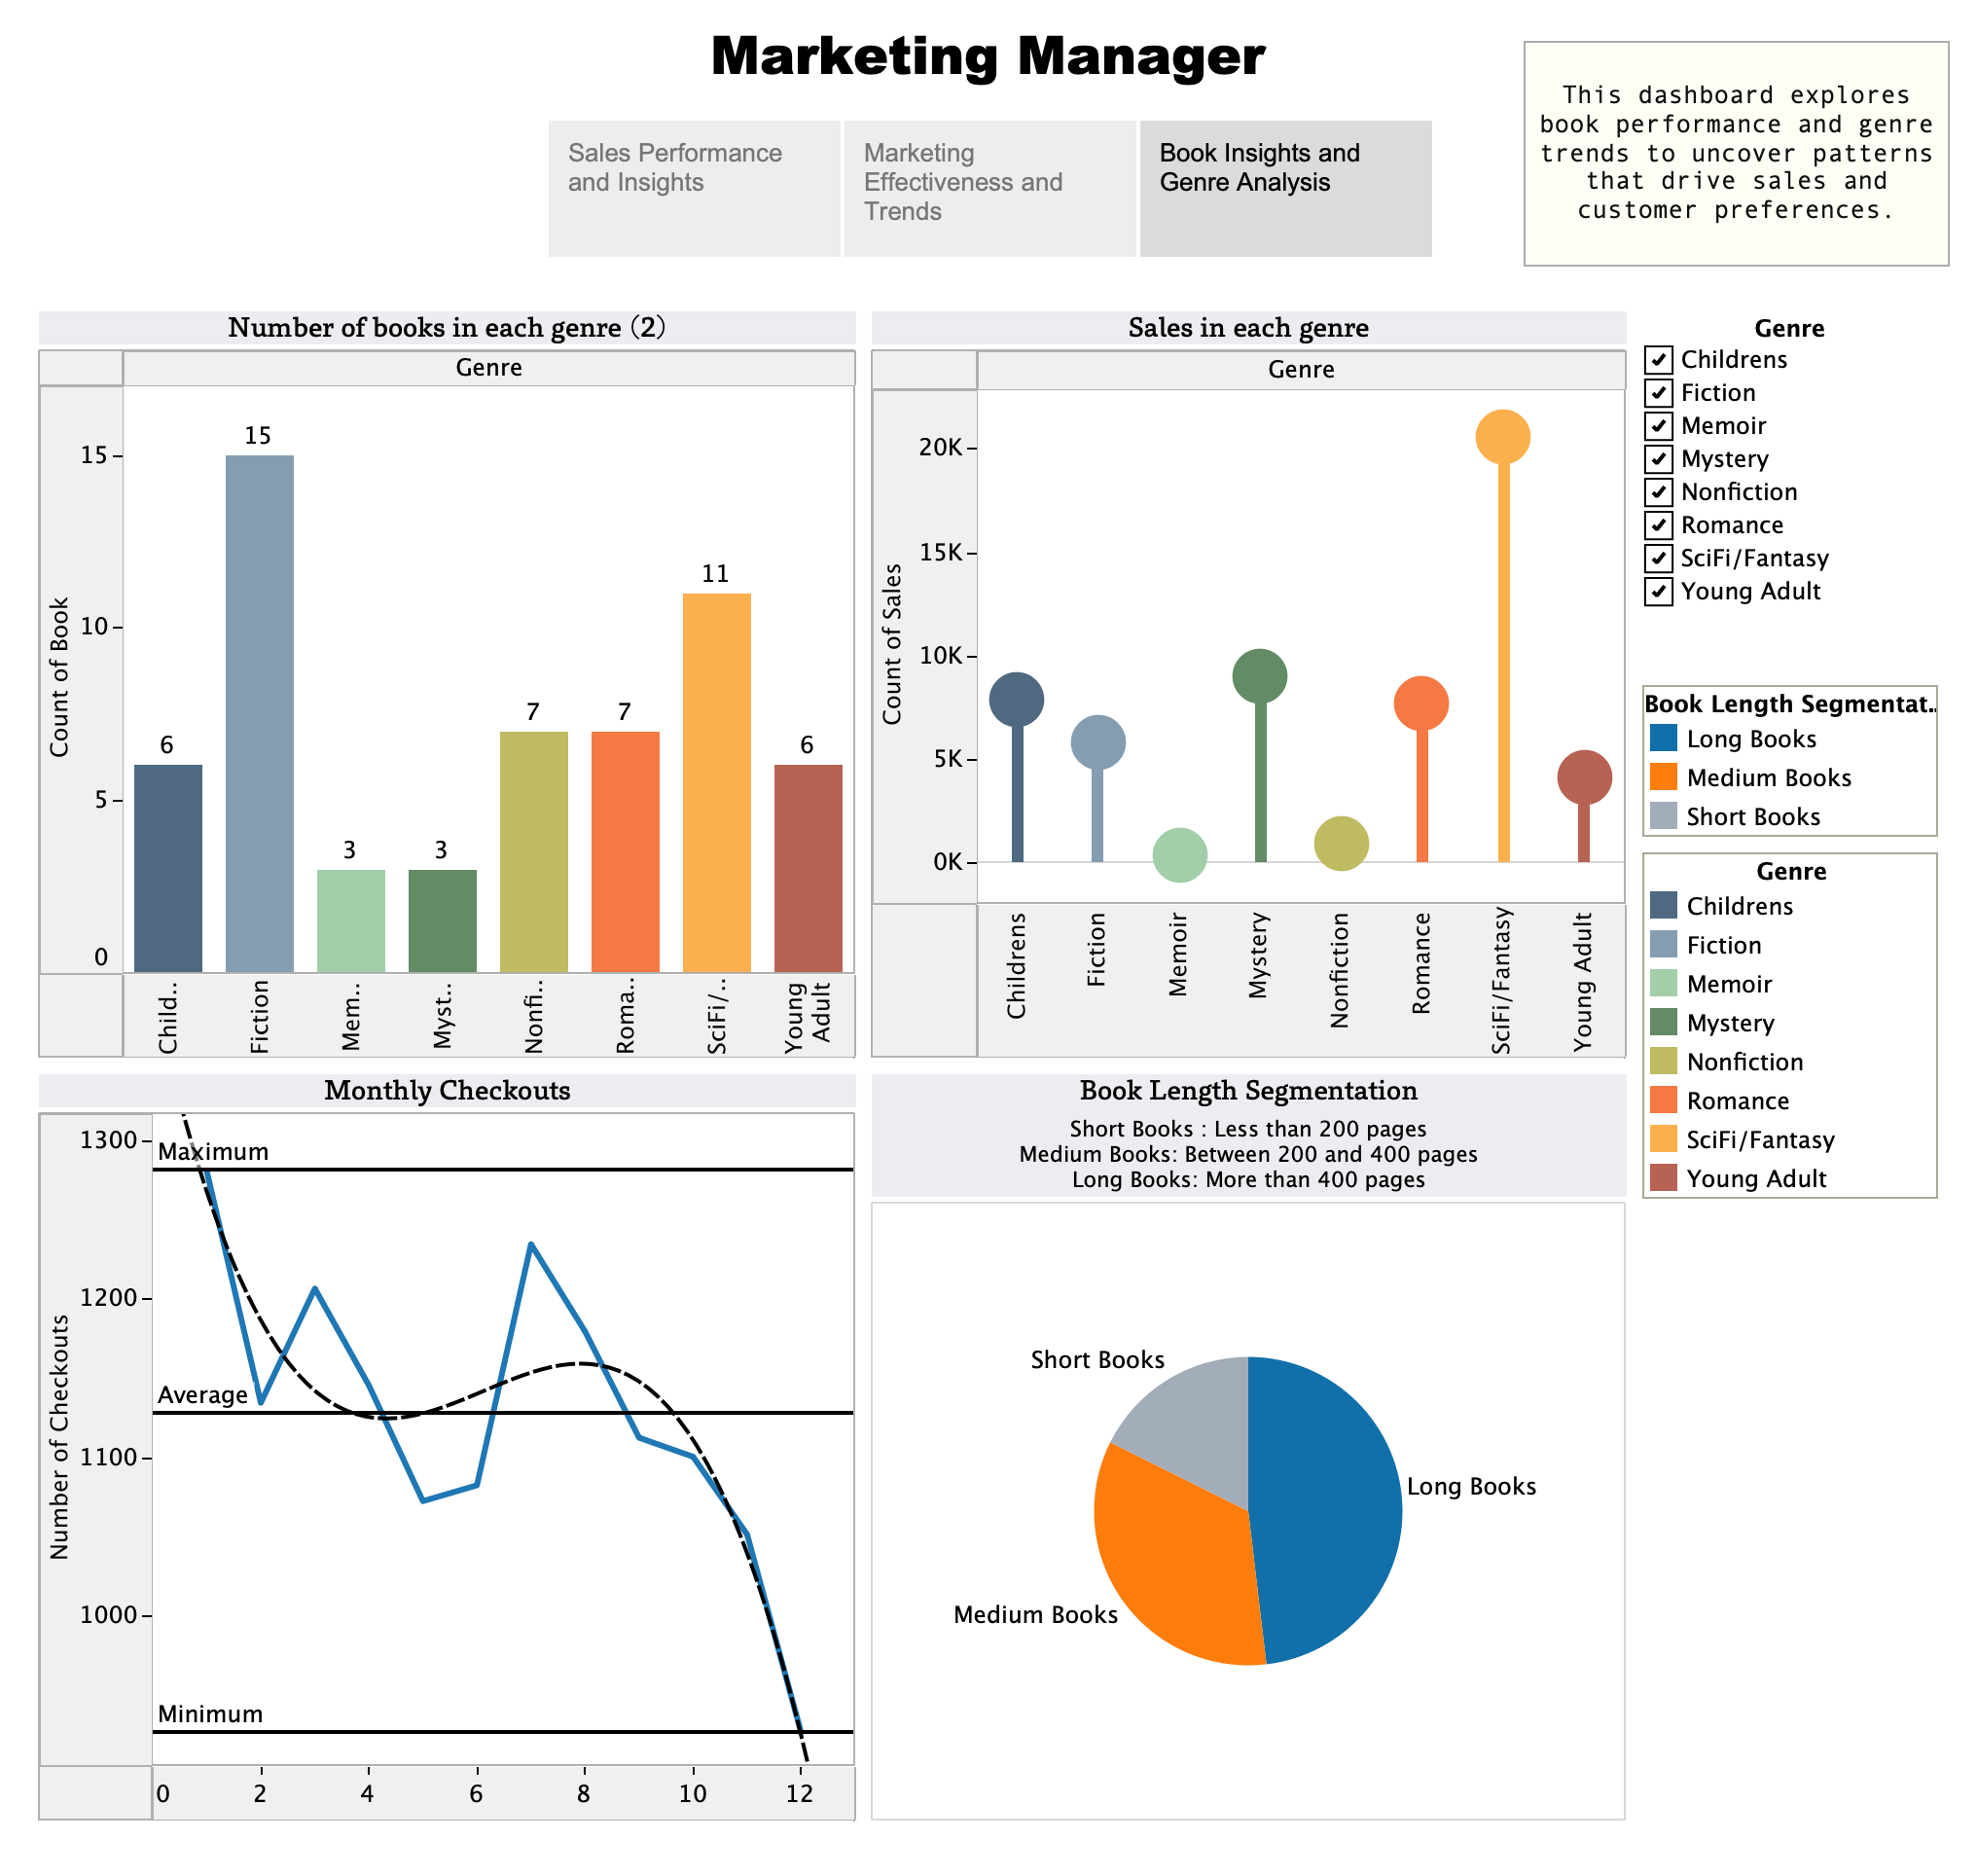 Marketing Manager
This dashboard explores
book performance and genre
trends to uncover patterns
that drive sales and
customer preferences.
Sales Performance
and Insights
Marketing
Effectiveness and
Trends
Book Insights and
Genre Analysis
Number of books in each genre (2)
Genre
Count of Book
15
10
5
0
6
15
3
3
7
7
11
6
Child..
Fiction
Mem..
Myst..
Nonfi..
Roma..
SciFi/..
Young
Adult
Sales in each genre
Genre
Count of Sales
20K
15K
10K
5K
0K
Childrens
Fiction
Memoir
Mystery
Nonfiction
Romance
SciFi/Fantasy
Young Adult
Genre
Childrens
Fiction
Memoir
Mystery
Nonfiction
Romance
SciFi/Fantasy
Young Adult
Book Length Segmentat..
Long Books
Medium Books
Short Books
Genre
Childrens
Fiction
Memoir
Mystery
Nonfiction
Romance
SciFi/Fantasy
Young Adult
Monthly Checkouts
Number of Checkouts
1300
1200
1100
1000
Maximum
Average
Minimum
0
2
4
6
8
10
12
Book Length Segmentation
Short Books : Less than 200 pages
Medium Books: Between 200 and 400 pages
Long Books: More than 400 pages
Short Books
Long Books
Medium Books